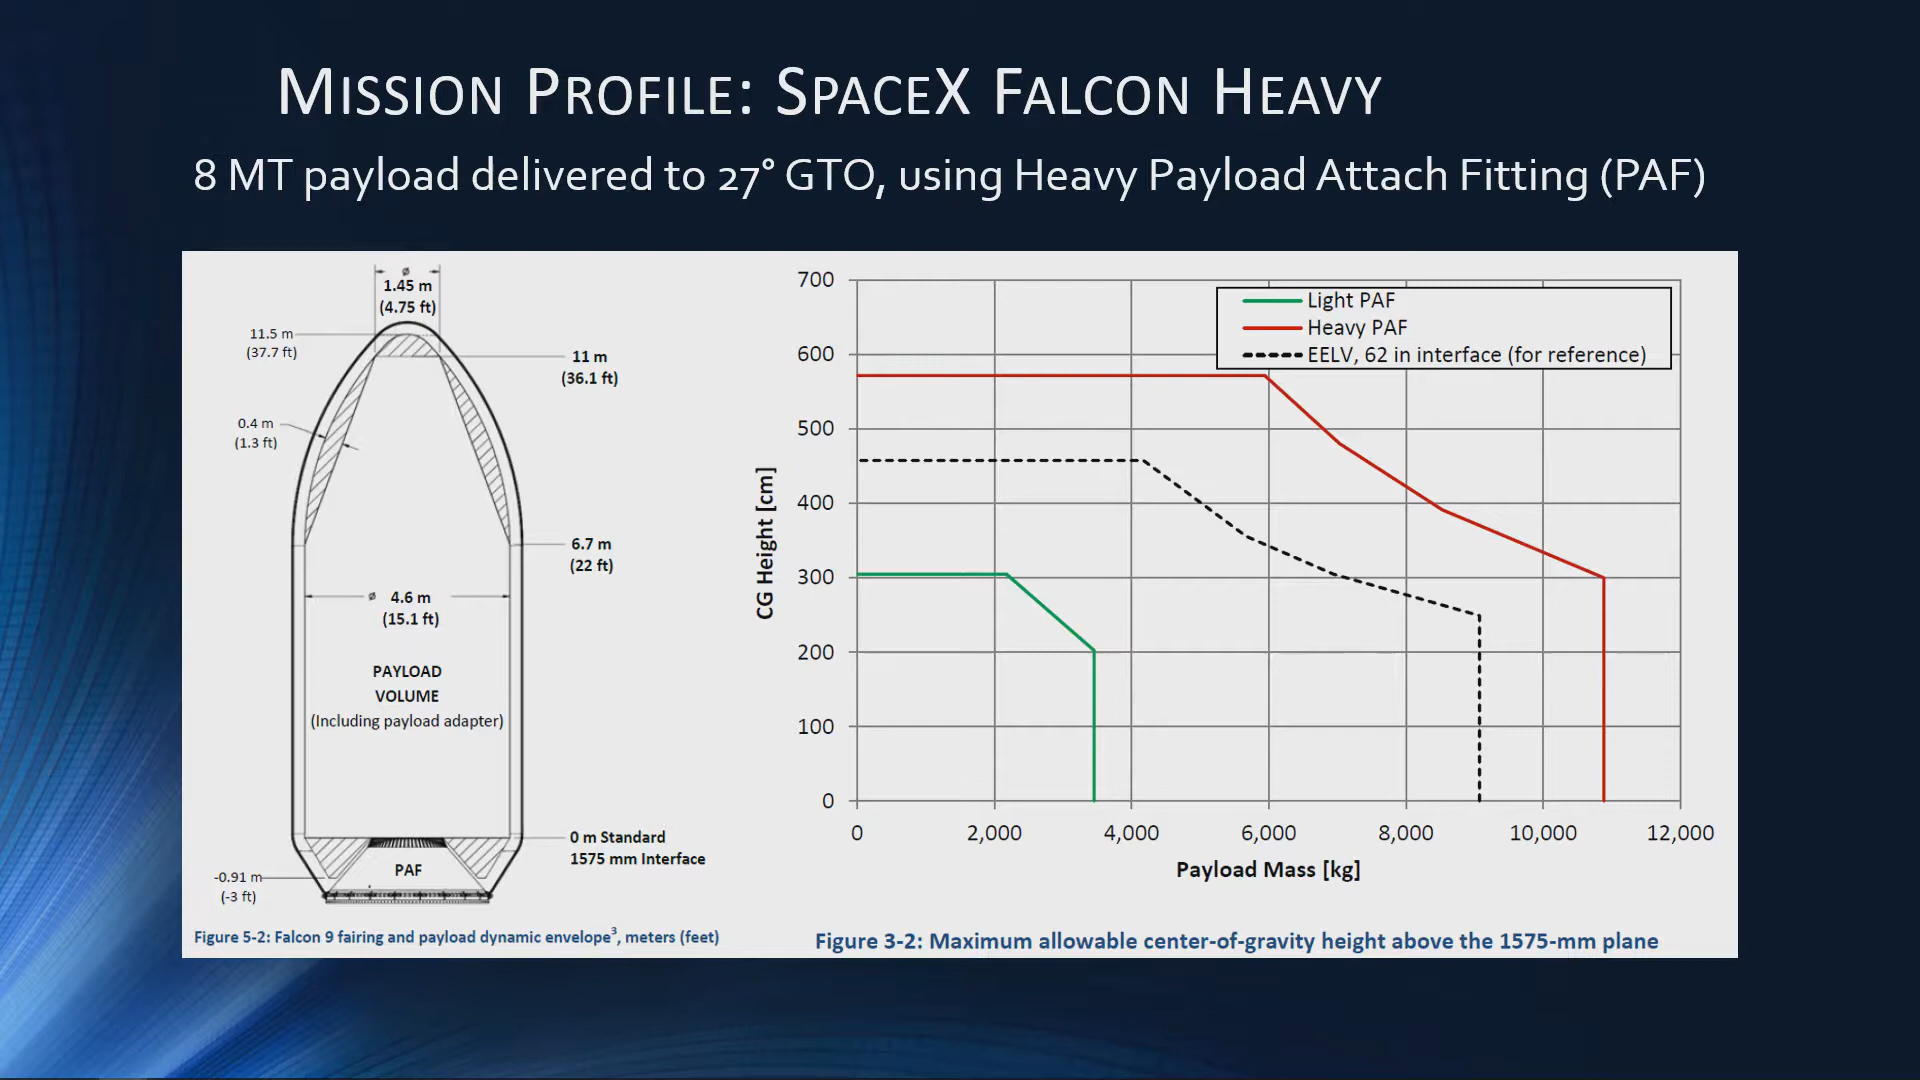 MISSION PROFILE: SPACEX FALCON HEAVY
8 MT payload delivered to 27° GTO, using Heavy Payload Attach Fitting (PAF)
ø
1.45 m
(4.75 ft)
11.5 m
(37.7 ft)
11 m
(36.1 ft)
0.4 m
(1.3 ft)
6.7 m
(22 ft)
ø 4.6 m
(15.1 ft)
PAYLOAD
VOLUME
(Including payload adapter)
0 m Standard
1575 mm Interface
PAF
-0.91 m
(-3 ft)
Figure 5-2: Falcon 9 fairing and payload dynamic envelope³, meters (feet)
700
600
500
400
300
200
100
0
CG Height [cm]
Light PAF
Heavy PAF
EELV, 62 in interface (for reference)
0 2,000 4,000 6,000 8,000 10,000 12,000
Payload Mass [kg]
Figure 3-2: Maximum allowable center-of-gravity height above the 1575-mm plane